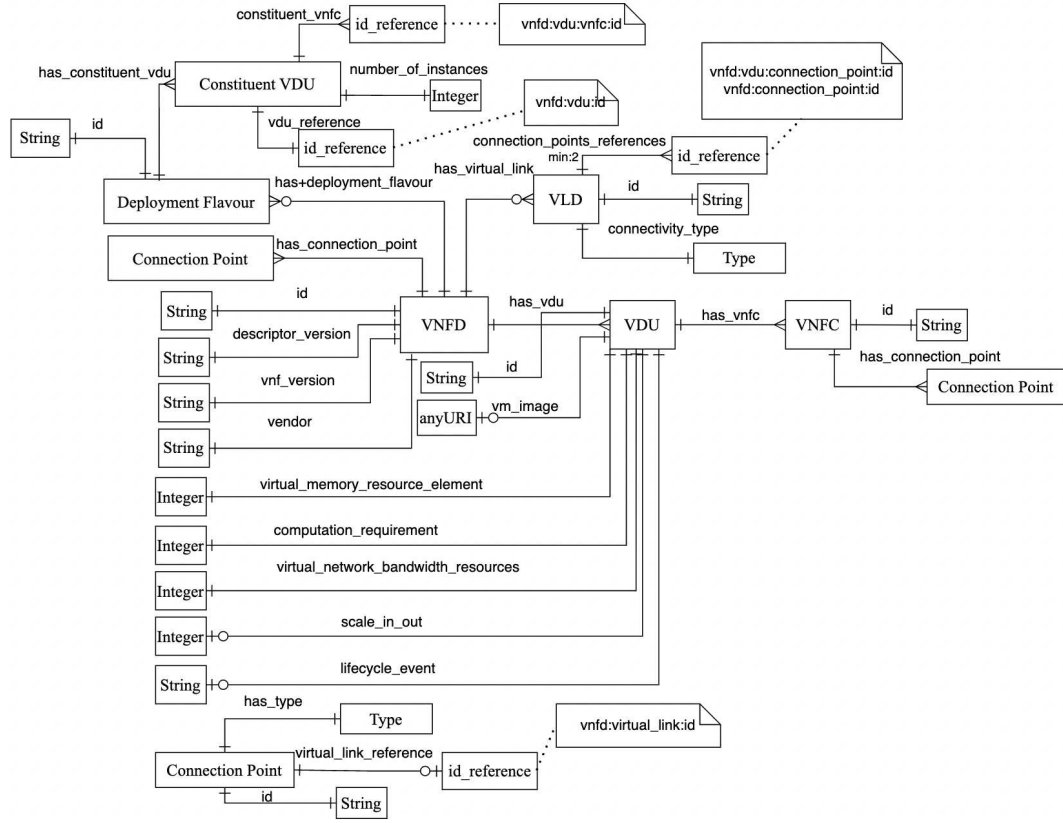 constituent_vnfc
id_reference
vnfd:vdu:vnfc:id
has_constituent_vdu
Constituent VDU
number_of_instances
Integer
vnfd:vdu:connection_point:id
vnfd:connection_point:id
vdu_reference
vnfd:vdu:id
String
id
id_reference
connection_points_references
min:2
id_reference
Deployment Flavour
has+deployment_flavour
has_virtual_link
VLD
id
String
connectivity_type
Type
Connection Point
has_connection_point
String
id
VNFD
has_vdu
VDU
has_vnfc
VNFC
id
String
descriptor_version
String
has_connection_point
Connection Point
String
id
vnf_version
String
anyURI
vm_image
vendor
String
Integer
virtual_memory_resource_element
Integer
computation_requirement
Integer
virtual_network_bandwidth_resources
Integer
scale_in_out
String
lifecycle_event
has_type
Type
vnfd:virtual_link:id
Connection Point
virtual_link_reference
id_reference
id
String